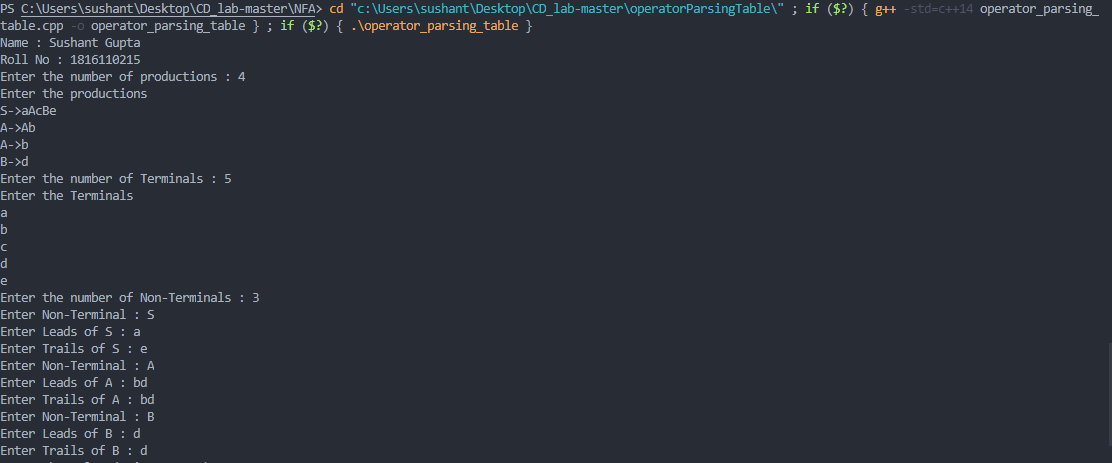 PS C:\Users\sushant\Desktop\CD_lab-master\NFA> cd "c:\Users\sushant\Desktop\CD_lab-master\operatorParsingTable\" ; if ($?) { g++ -std=c++14 operator_parsing_
table.cpp -o operator_parsing_table } ; if ($?) { .\operator_parsing_table }
Name : Sushant Gupta
Roll No : 1816110215
Enter the number of productions : 4
Enter the productions
S->aAcBe
A->Ab
A->b
B->d
Enter the number of Terminals : 5
Enter the Terminals
a
b
c
d
e
Enter the number of Non-Terminals : 3
Enter Non-Terminal : S
Enter Leads of S : a
Enter Trails of S : e
Enter Non-Terminal : A
Enter Leads of A : bd
Enter Trails of A : bd
Enter Non-Terminal : B
Enter Leads of B : d
Enter Trails of B : d